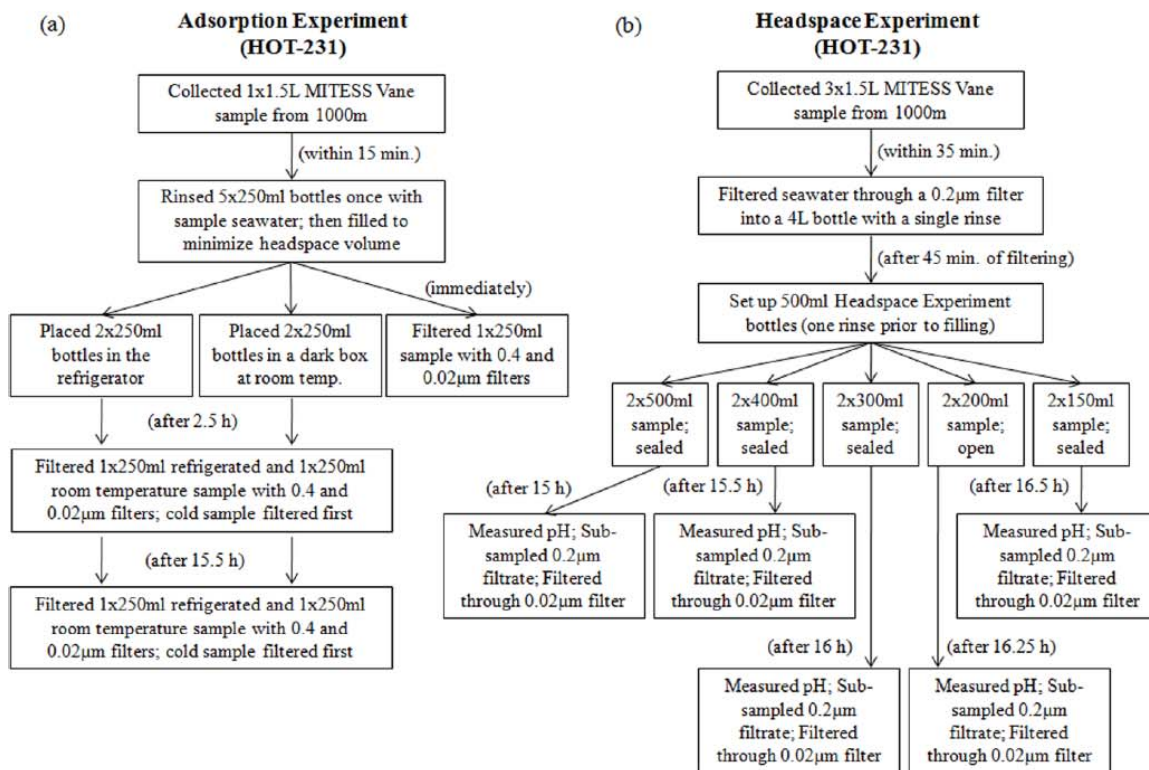 (a)
Adsorption Experiment
(HOT-231)
Collected 1x1.5L MITESS Vane
sample from 1000m
(within 15 min.)
Rinsed 5x250ml bottles once with
sample seawater; then filled to
minimize headspace volume
(immediately)
Placed 2x250ml
bottles in the
refrigerator
Placed 2x250ml
bottles in a dark box
at room temp.
Filtered 1x250ml
sample with 0.4 and
0.02μm filters
(after 2.5 h)
Filtered 1x250ml refrigerated and 1x250ml
room temperature sample with 0.4 and
0.02μm filters; cold sample filtered first
(after 15.5 h)
Filtered 1x250ml refrigerated and 1x250ml
room temperature sample with 0.4 and
0.02μm filters; cold sample filtered first
(b)
Headspace Experiment
(HOT-231)
Collected 3x1.5L MITESS Vane
sample from 1000m
(within 35 min.)
Filtered seawater through a 0.2μm filter
into a 4L bottle with a single rinse
(after 45 min. of filtering)
Set up 500ml Headspace Experiment
bottles (one rinse prior to filling)
2x500ml
sample;
sealed
2x400ml
sample;
sealed
2x300ml
sample;
sealed
2x200ml
sample;
open
2x150ml
sample;
sealed
(after 15 h)
(after 15.5 h)
(after 16.5 h)
Measured pH; Sub-
sampled 0.2μm
filtrate; Filtered
through 0.02μm filter
Measured pH; Sub-
sampled 0.2μm
filtrate; Filtered
through 0.02μm filter
Measured pH; Sub-
sampled 0.2μm
filtrate; Filtered
through 0.02μm filter
(after 16 h)
(after 16.25 h)
Measured pH; Sub-
sampled 0.2μm
filtrate; Filtered
through 0.02μm filter
Measured pH; Sub-
sampled 0.2μm
filtrate; Filtered
through 0.02μm filter